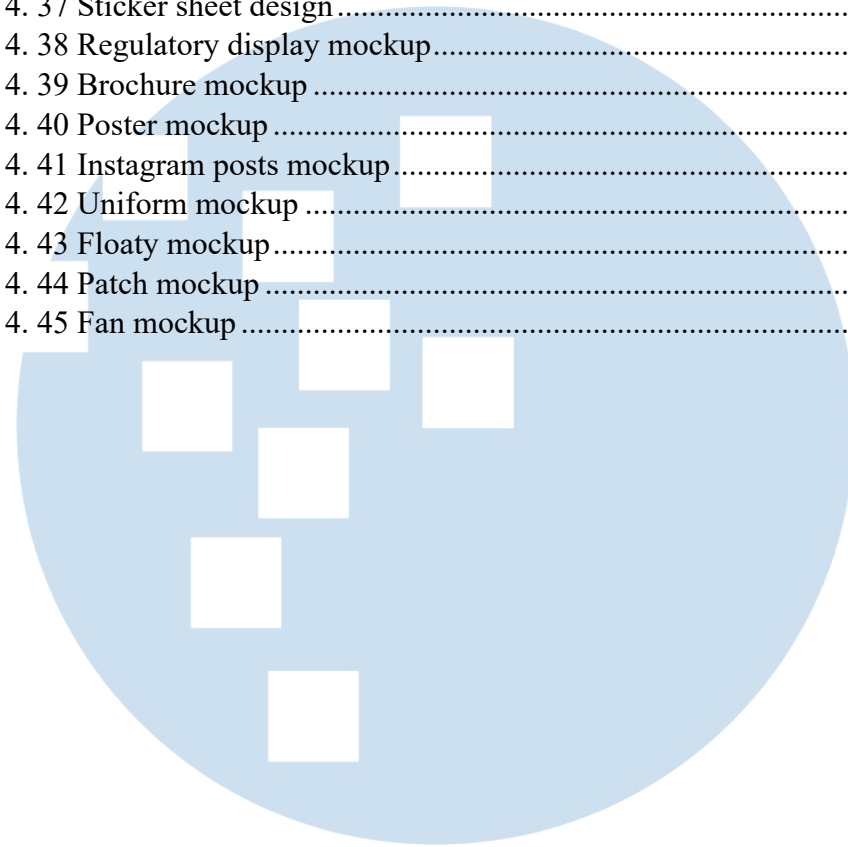 4. 37 Sticker sheet design.......................................................................
4. 38 Regulatory display mockup..........................................................
4. 39 Brochure mockup .........................................................................
4. 40 Poster mockup ..............................................................................
4. 41 Instagram posts mockup...............................................................
4. 42 Uniform mockup ..........................................................................
4. 43 Floaty mockup..............................................................................
4. 44 Patch mockup ...............................................................................
4. 45 Fan mockup ..................................................................................